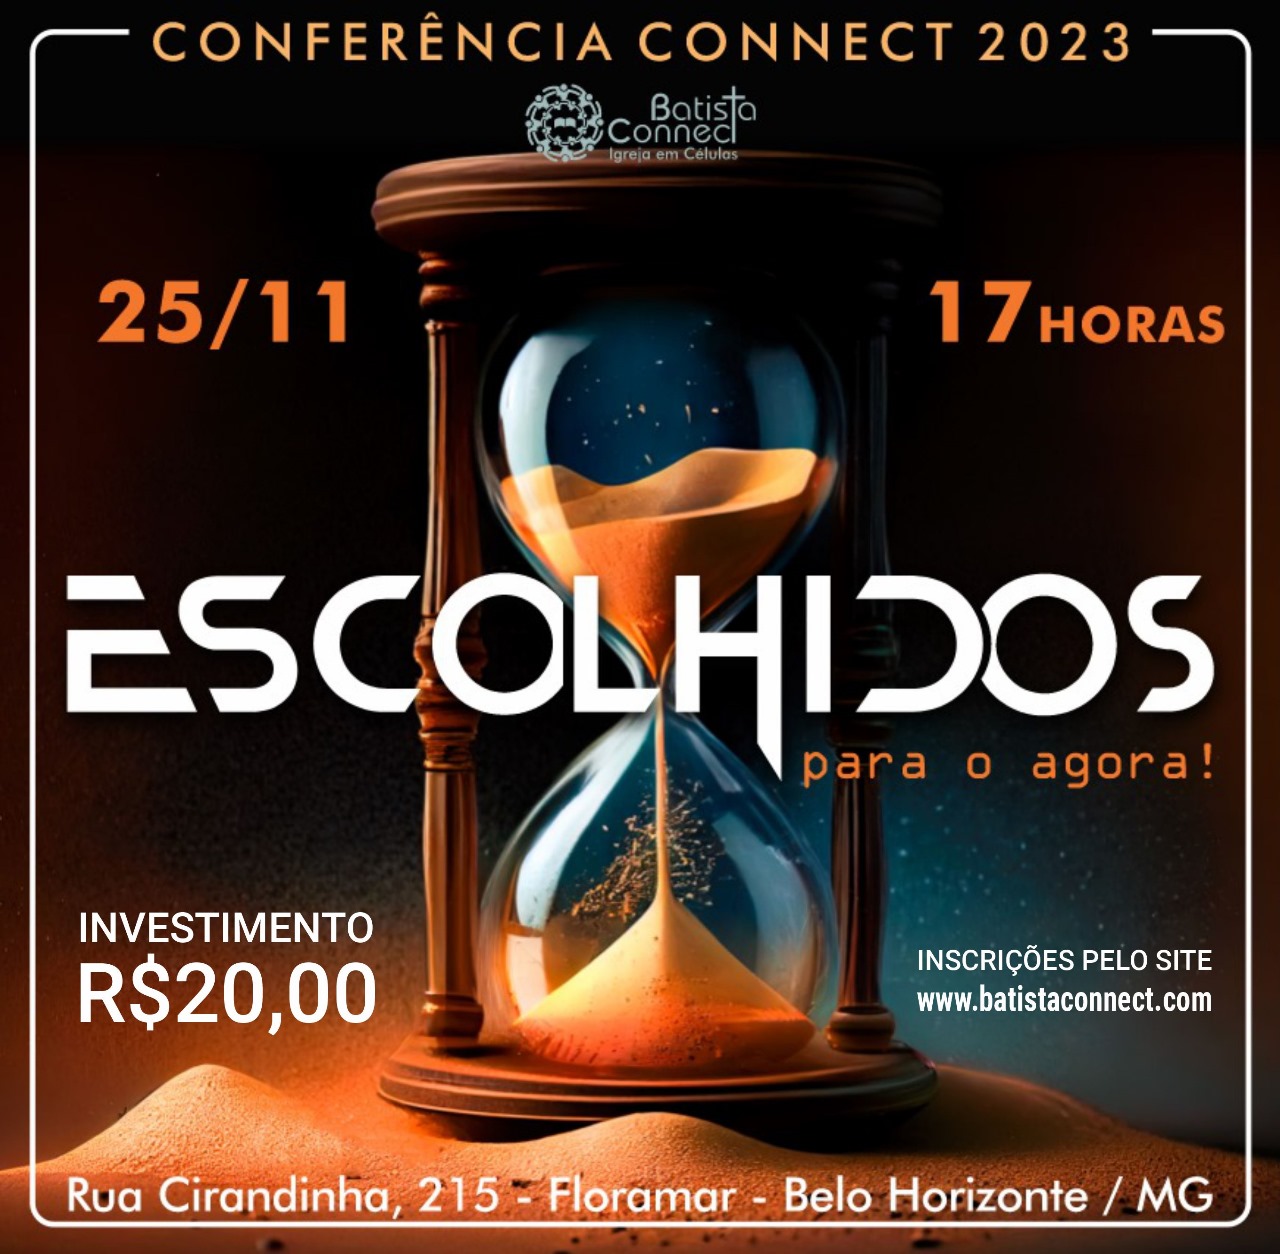 CONFERÊNCIA CONNECT 2023
Batista
Connect
Igreja em Células
25/11
17 HORAS
ESCOLHIDOS
para o agora!
INVESTIMENTO
R$20,00
INSCRIÇÕES PELO SITE
www.batistaconnect.com
Rua Cirandinha, 215 - Floramar - Belo Horizonte / MG